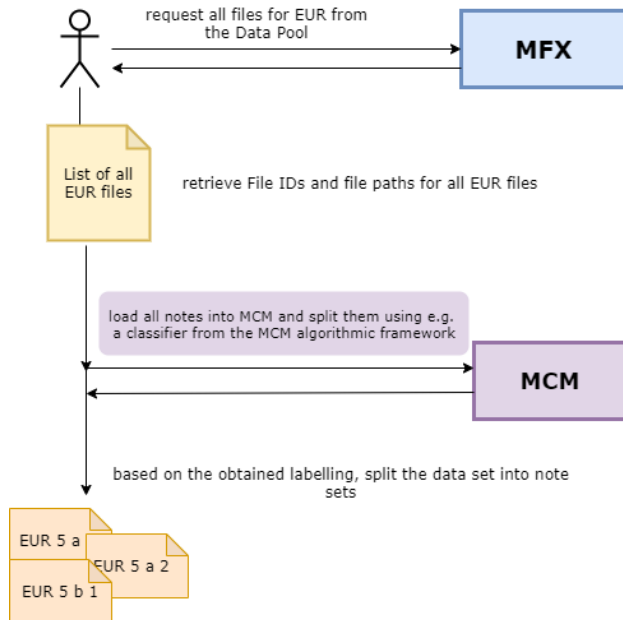 request all files for EUR from
the Data Pool
MFX
List of all
EUR files
retrieve File IDs and file paths for all EUR files
load all notes into MCM and split them using e.g.
a classifier from the MCM algorithmic framework
MCM
based on the obtained labelling, split the data set into note
sets
EUR 5 a
EUR 5 a 2
EUR 5 b 1